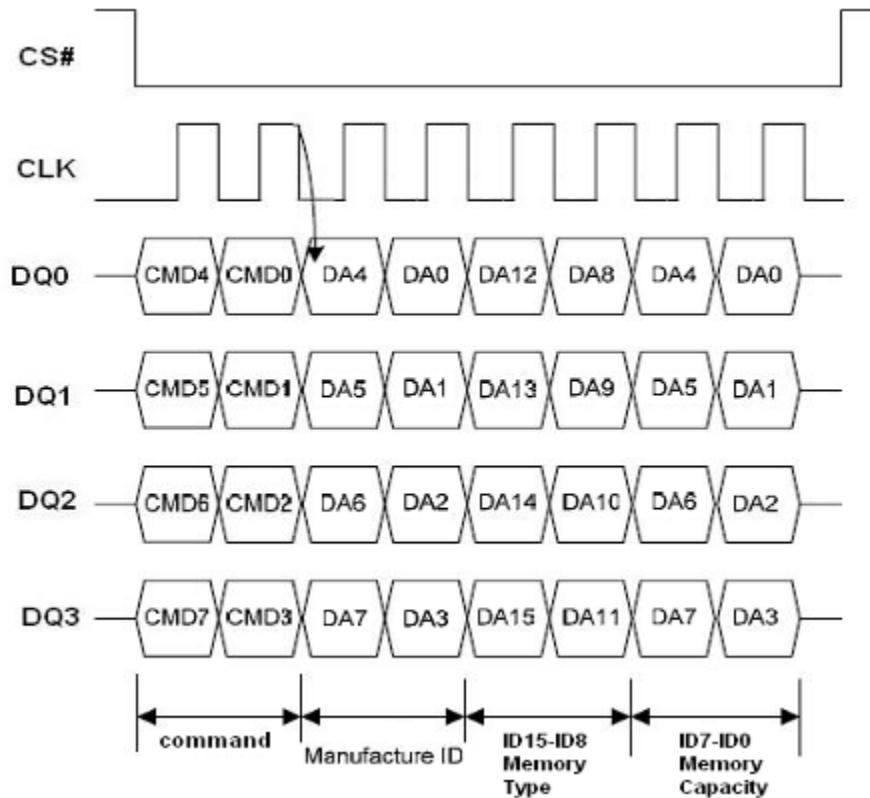 CS#
CLK
DQ0 CMD4 CMD0 DA4 DA0 DA12 DA8 DA4 DA0
DQ1 CMD5 CMD1 DA5 DA1 DA13 DA9 DA5 DA1
DQ2 CMD6 CMD2 DA6 DA2 DA14 DA10 DA6 DA2
DQ3 CMD7 CMD3 DA7 DA3 DA15 DA11 DA7 DA3
command
Manufacture ID
ID15-ID8
Memory
Type
ID7-ID0
Memory
Capacity